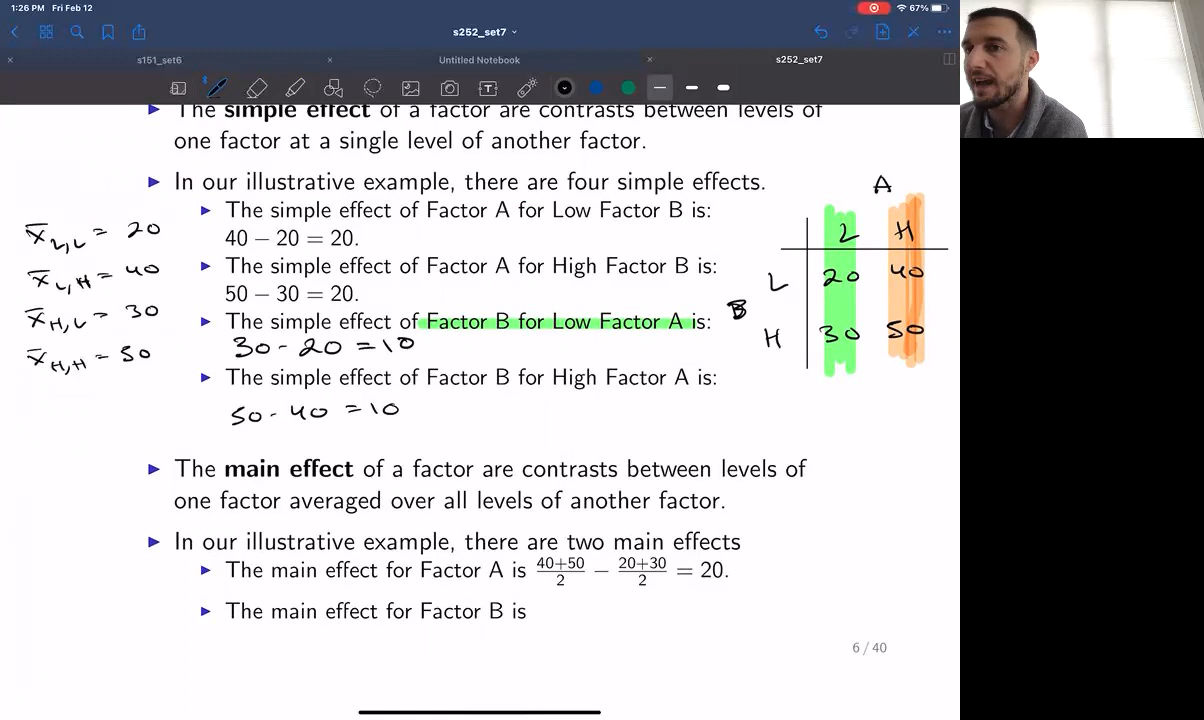 1:26 PM Fri Feb 12
67%
s252_set7
s151_set6
Untitled Notebook
s252_set7
The simple effect of a factor are contrasts between levels of
one factor at a single level of another factor.
In our illustrative example, there are four simple effects.
The simple effect of Factor A for Low Factor B is:
40 − 20 = 20.
The simple effect of Factor A for High Factor B is:
50 − 30 = 20.
The simple effect of Factor B for Low Factor A is:
30 - 20 = 10
The simple effect of Factor B for High Factor A is:
50 - 40 = 10
x̄ L,L = 20
x̄ L,H = 40
x̄ H,L = 30
x̄ H,H = 50
A
L H
L 20 40
B
H 30 50
The main effect of a factor are contrasts between levels of
one factor averaged over all levels of another factor.
In our illustrative example, there are two main effects
The main effect for Factor A is (40+50)/2 − (20+30)/2 = 20.
The main effect for Factor B is
6 / 40